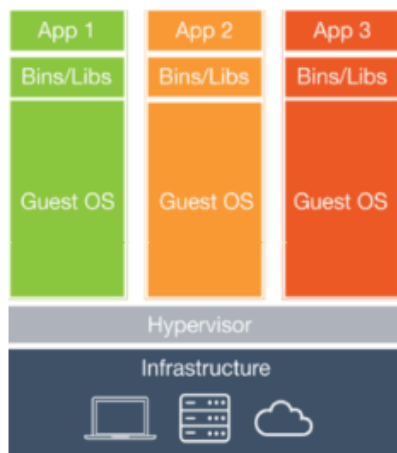 App 1
App 2
App 3
Bins/Libs
Bins/Libs
Bins/Libs
Guest OS
Guest OS
Guest OS
Hypervisor
Infrastructure